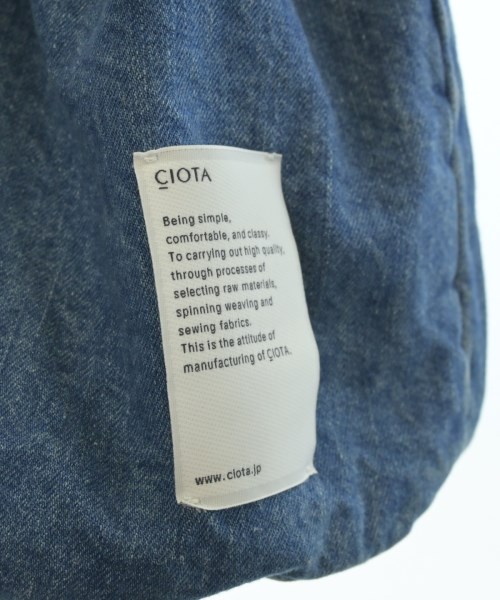 ÇIOTA
Being simple,
comfortable, and classy.
To carrying out high quality,
through processes of
selecting raw materials,
spinning weaving and
sewing fabrics.
This is the attitude of
manufacturing of ÇIOTA.
www.ciota.jp